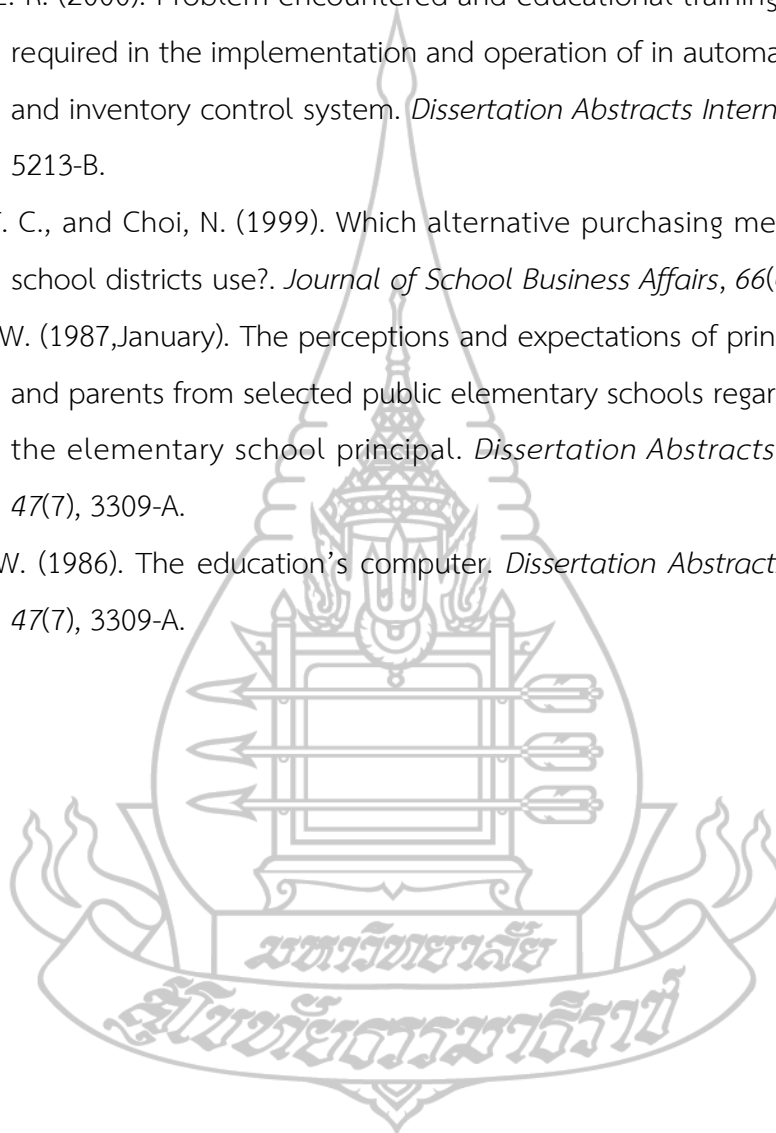 E. R. (2000). Problem encountered and educational training
required in the implementation and operation of in automa
and inventory control system. Dissertation Abstracts Intern
5213-B.
. C., and Choi, N. (1999). Which alternative purchasing me
school districts use?. Journal of School Business Affairs, 66(
W. (1987,January). The perceptions and expectations of prin
and parents from selected public elementary schools regar
the elementary school principal. Dissertation Abstracts
47(7), 3309-A.
W. (1986). The education’s computer. Dissertation Abstract
47(7), 3309-A.
มหาวิทยาลัย
สุโขทัยธรรมาธิราช